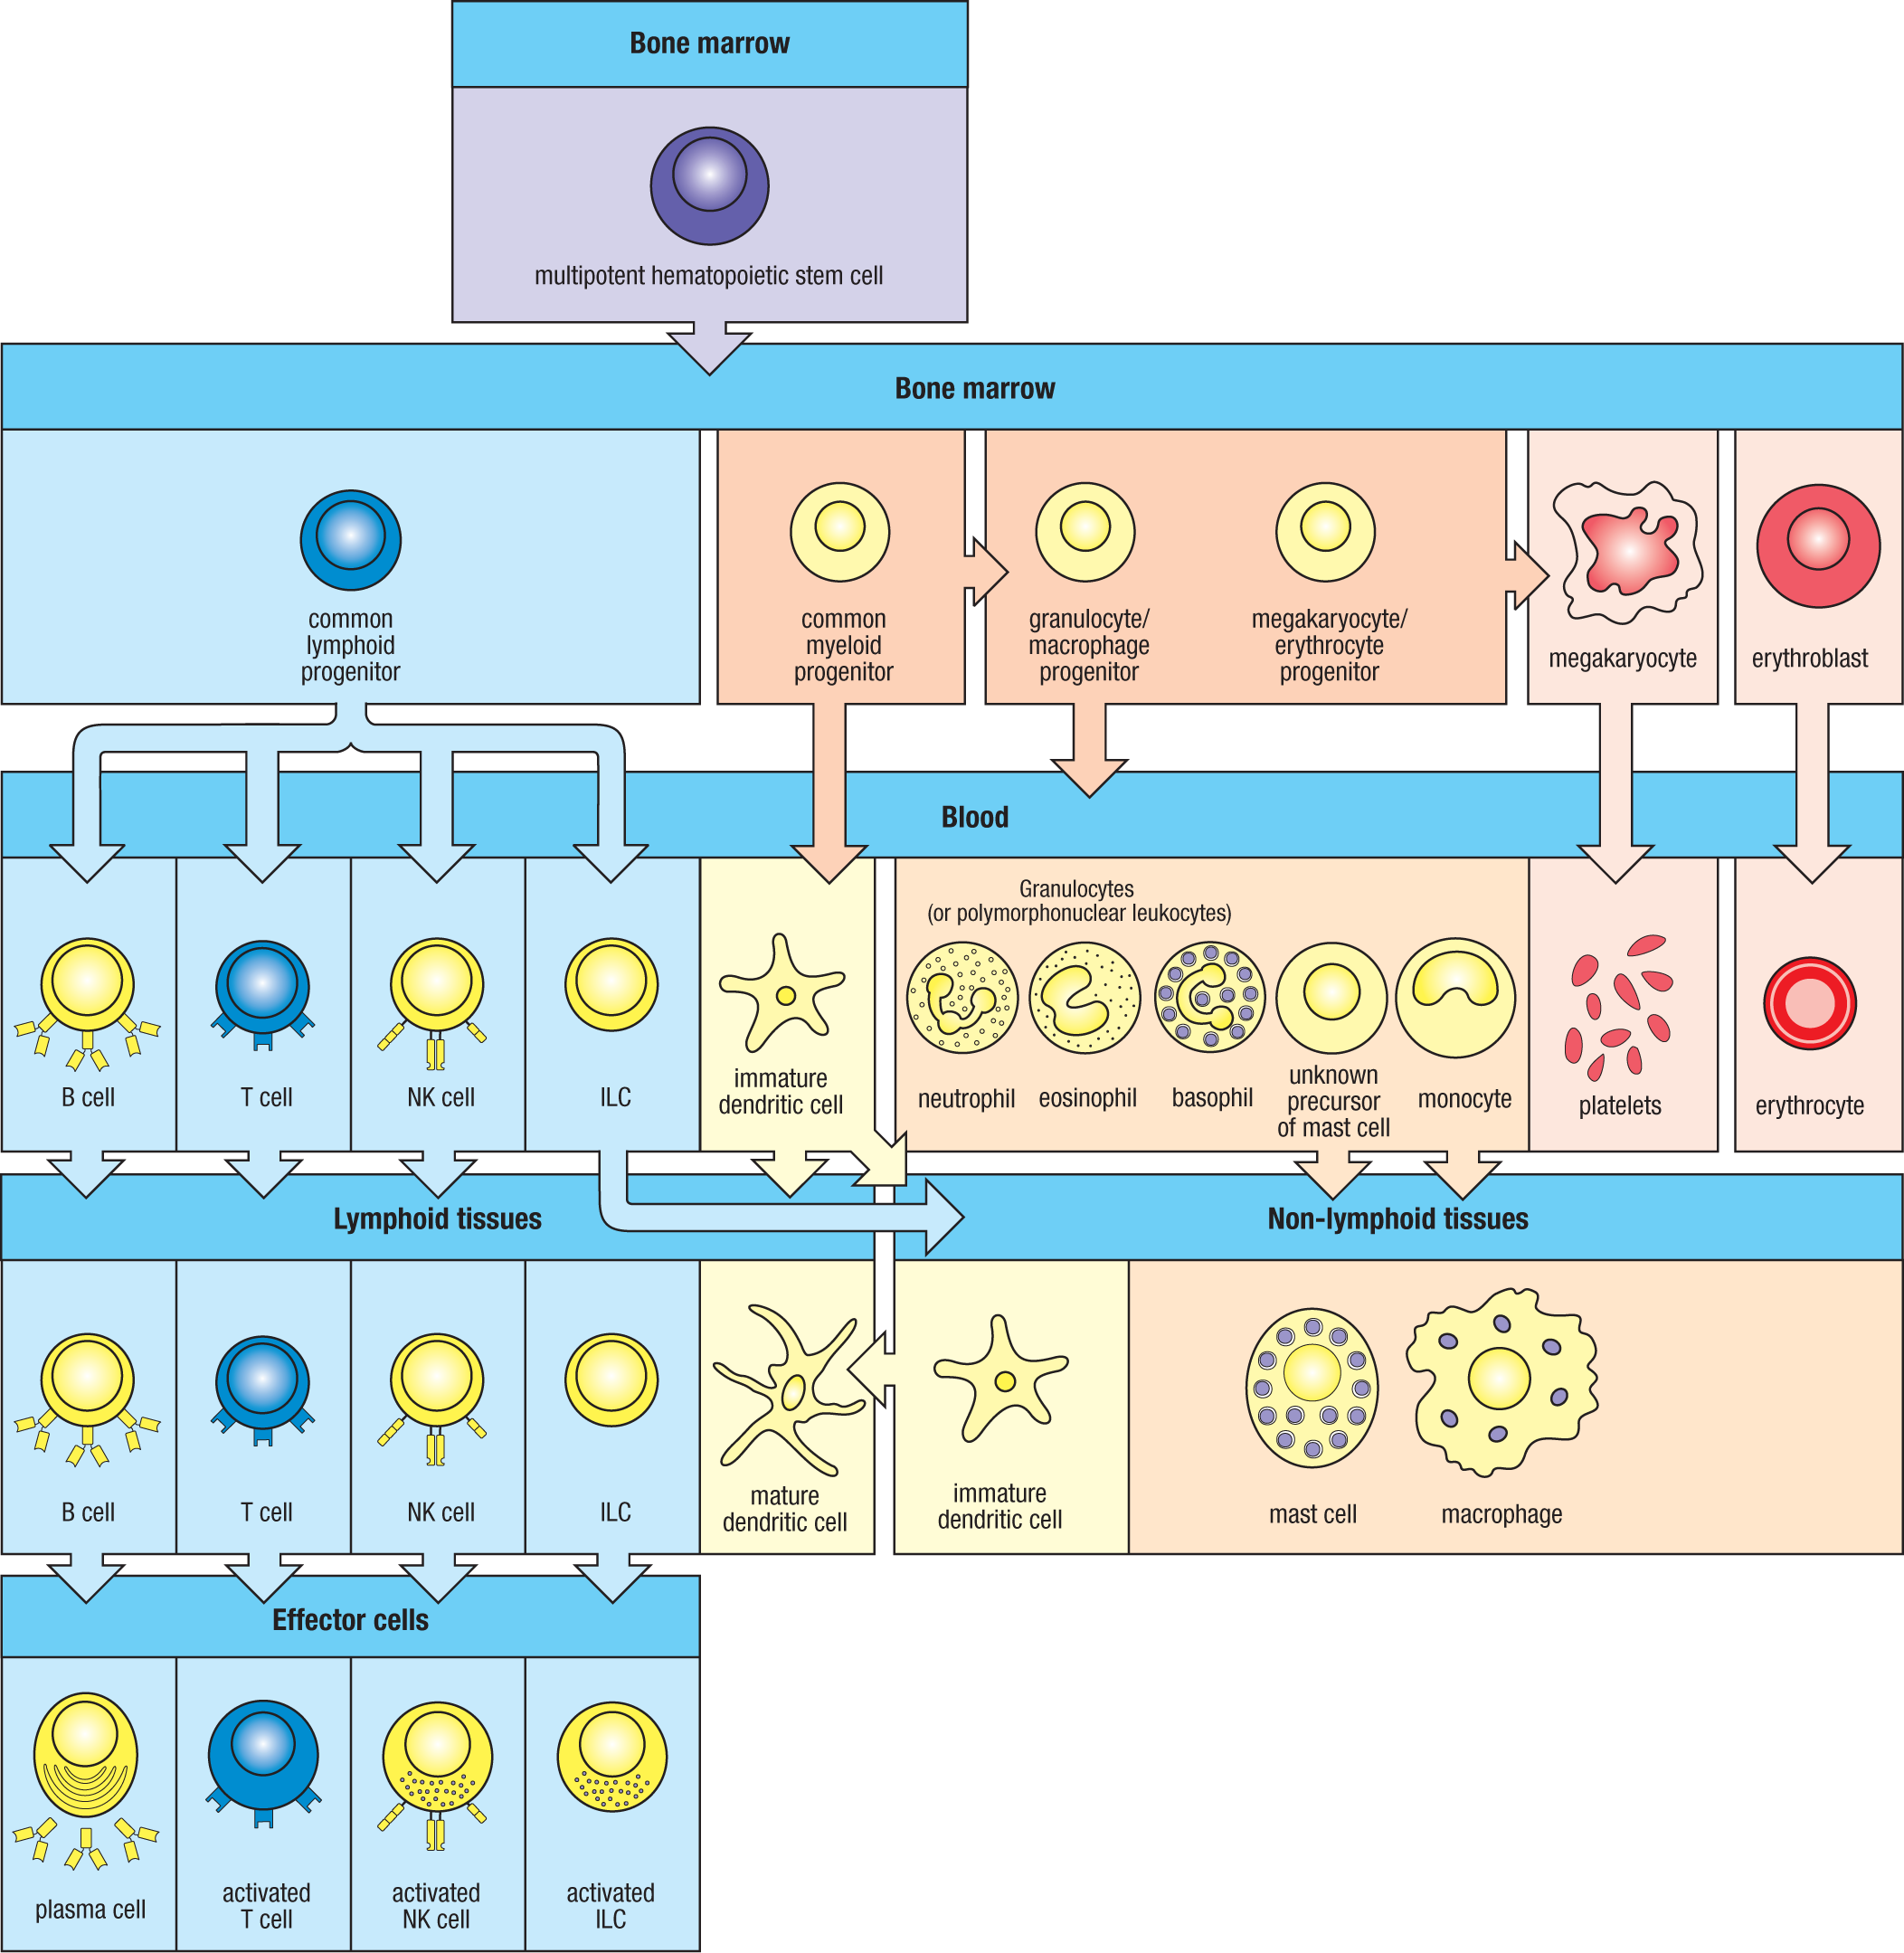 Bone marrow
multipotent hematopoietic stem cell
Bone marrow
common
lymphoid
progenitor
common
myeloid
progenitor
granulocyte/
macrophage
progenitor
megakaryocyte/
erythrocyte
progenitor
megakaryocyte
erythroblast
Blood
Granulocytes
(or polymorphonuclear leukocytes)
B cell
T cell
NK cell
ILC
immature
dendritic cell
neutrophil
eosinophil
basophil
unknown
precursor
of mast cell
monocyte
platelets
erythrocyte
Lymphoid tissues
Non-lymphoid tissues
B cell
T cell
NK cell
ILC
mature
dendritic cell
immature
dendritic cell
mast cell
macrophage
Effector cells
plasma cell
activated
T cell
activated
NK cell
activated
ILC